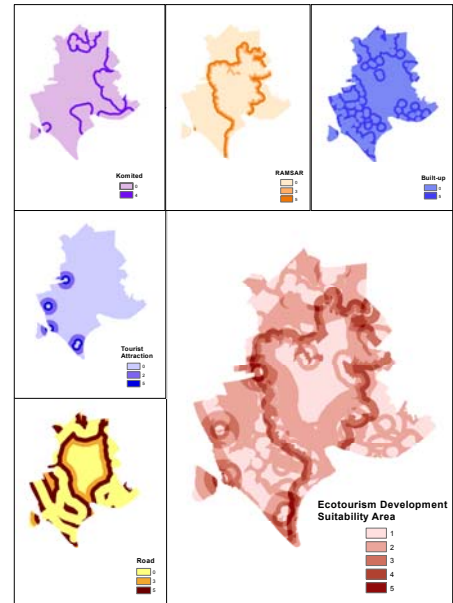 Komited
0
4
RAMSAR
0
3
5
Built-up
0
5
Tourist
Attraction
0
2
5
Road
0
3
5
Ecotourism Development
Suitability Area
1
2
3
4
5